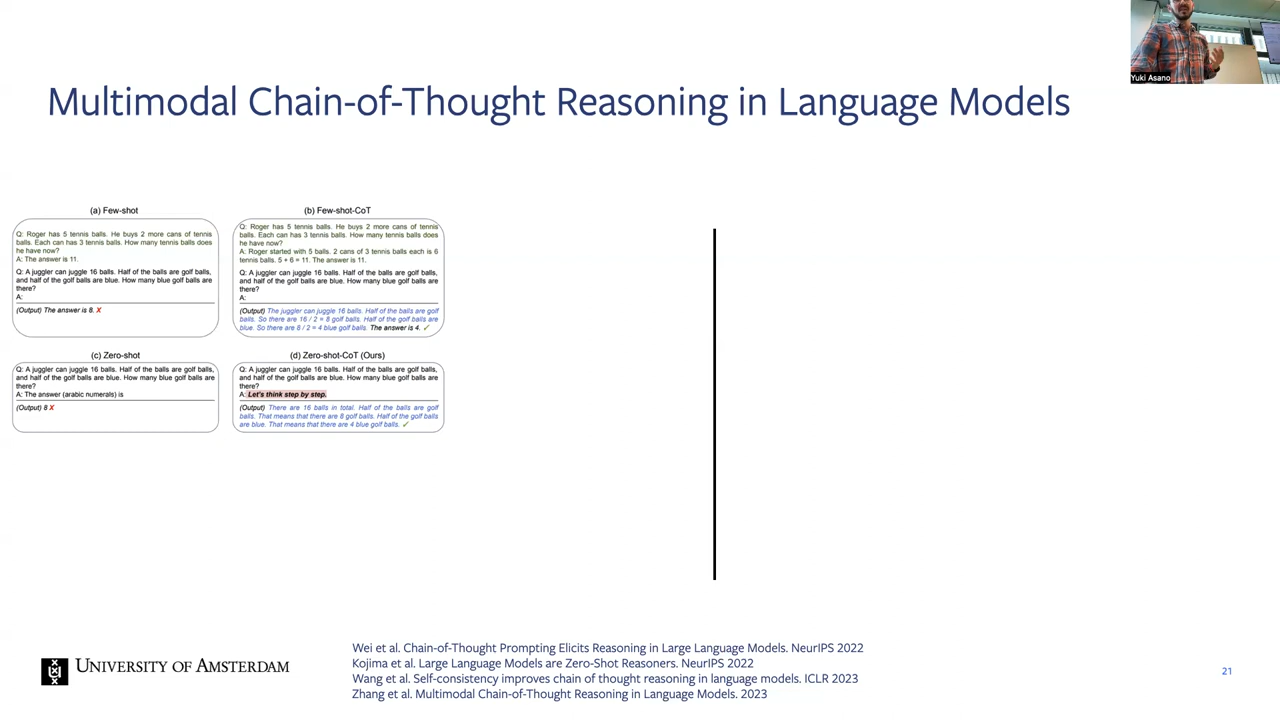 Yuki Asano
Multimodal Chain-of-Thought Reasoning in Language Models
(a) Few-shot
Q: Roger has 5 tennis balls. He buys 2 more cans of tennis
balls. Each can has 3 tennis balls. How many tennis balls does
he have now?
A: The answer is 11.
Q: A juggler can juggle 16 balls. Half of the balls are golf balls,
and half of the golf balls are blue. How many blue golf balls are
there?
A:
(Output) The answer is 8. X
(b) Few-shot-CoT
Q: Roger has 5 tennis balls. He buys 2 more cans of tennis
balls. Each can has 3 tennis balls. How many tennis balls does
he have now?
A: Roger started with 5 balls. 2 cans of 3 tennis balls each is 6
tennis balls. 5 + 6 = 11. The answer is 11.
Q: A juggler can juggle 16 balls. Half of the balls are golf balls,
and half of the golf balls are blue. How many blue golf balls are
there?
A:
(Output) The juggler can juggle 16 balls. Half of the balls are golf
balls. So there are 16 / 2 = 8 golf balls. Half of the golf balls are
blue. So there are 8 / 2 = 4 blue golf balls. The answer is 4. ✓
(c) Zero-shot
Q: A juggler can juggle 16 balls. Half of the balls are golf balls,
and half of the golf balls are blue. How many blue golf balls are
there?
A: The answer (arabic numerals) is
(Output) 8 X
(d) Zero-shot-CoT (Ours)
Q: A juggler can juggle 16 balls. Half of the balls are golf balls,
and half of the golf balls are blue. How many blue golf balls are
there?
A: Let's think step by step.
(Output) There are 16 balls in total. Half of the balls are golf
balls. That means that there are 8 golf balls. Half of the golf balls
are blue. That means that there are 4 blue golf balls. ✓
UNIVERSITY OF AMSTERDAM
Wei et al. Chain-of-Thought Prompting Elicits Reasoning in Large Language Models. NeurIPS 2022
Kojima et al. Large Language Models are Zero-Shot Reasoners. NeurIPS 2022
Wang et al. Self-consistency improves chain of thought reasoning in language models. ICLR 2023
Zhang et al. Multimodal Chain-of-Thought Reasoning in Language Models. 2023
21